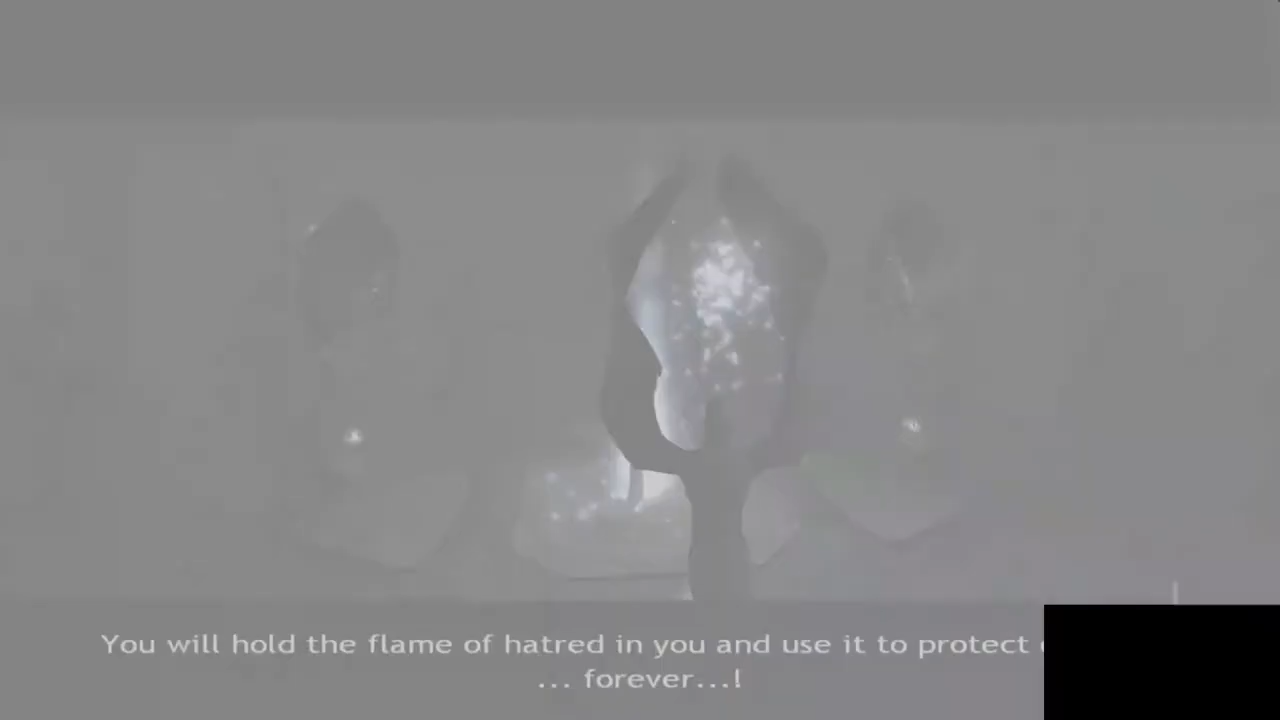 You will hold the flame of hatred in you and use it to protect
... forever...!